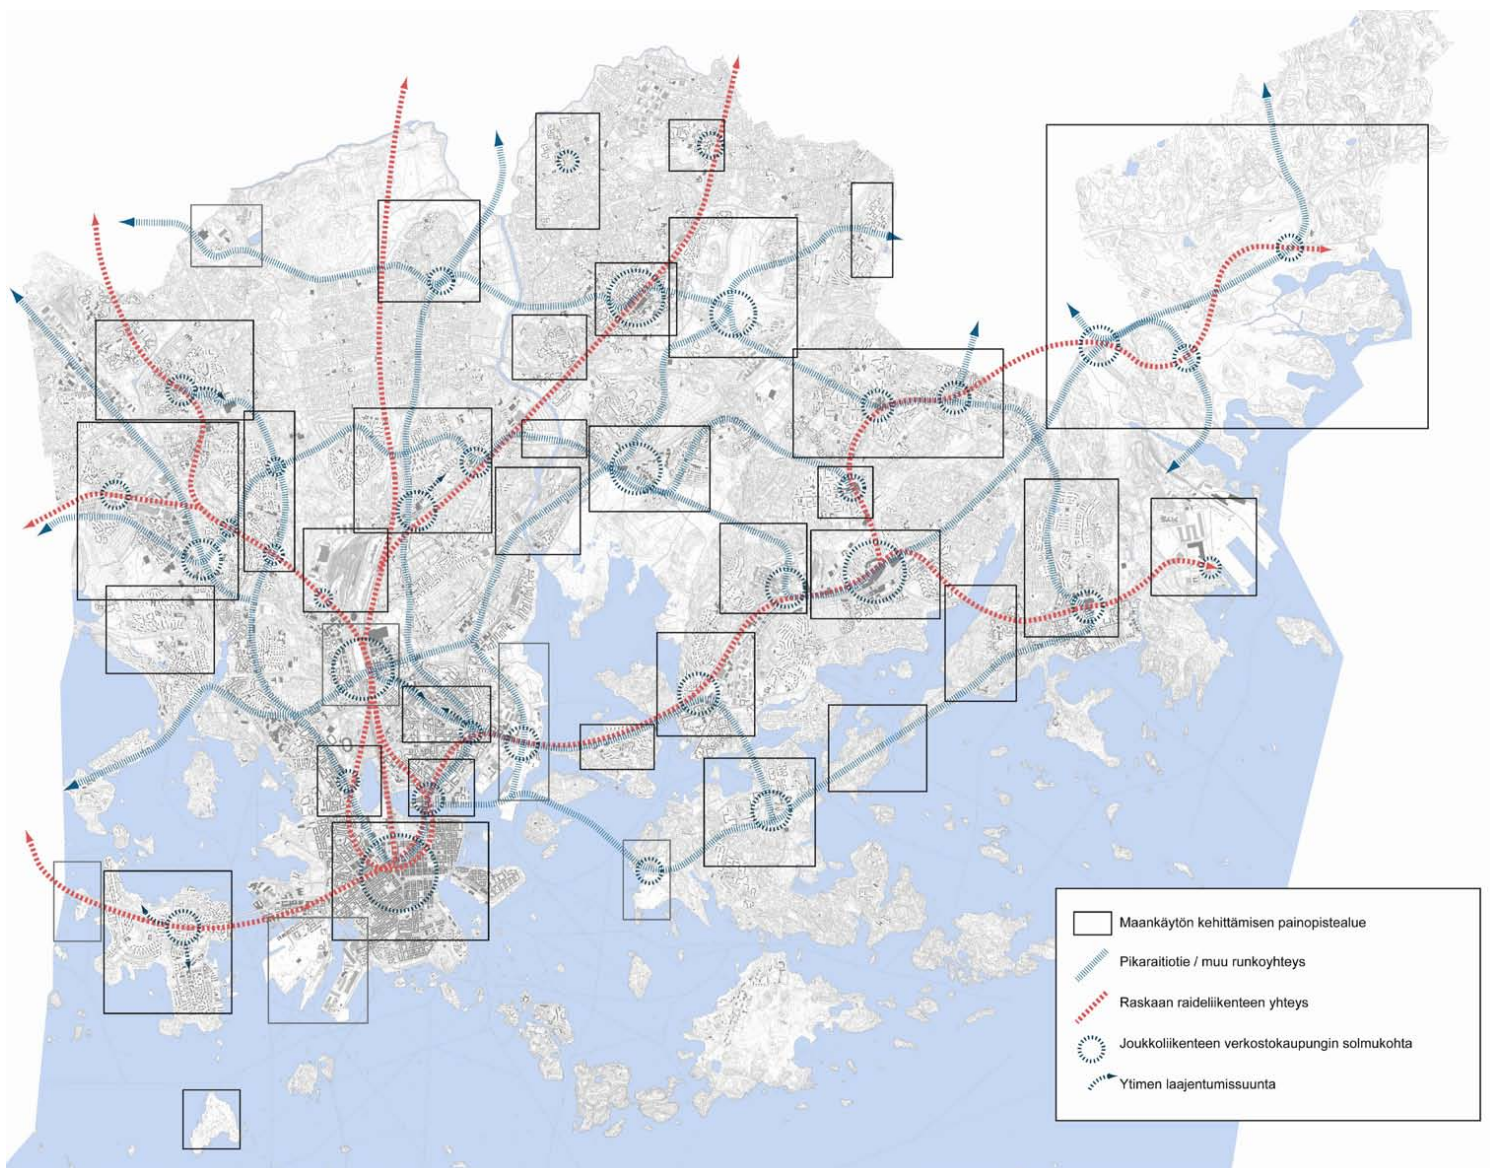 Maankäytön kehittämisen painopistealue
Pikaraitiotie / muu runkoyhteys
Raskaan raideliikenteen yhteys
Joukkoliikenteen verkostokaupungin solmukohta
Ytimen laajentumissuunta